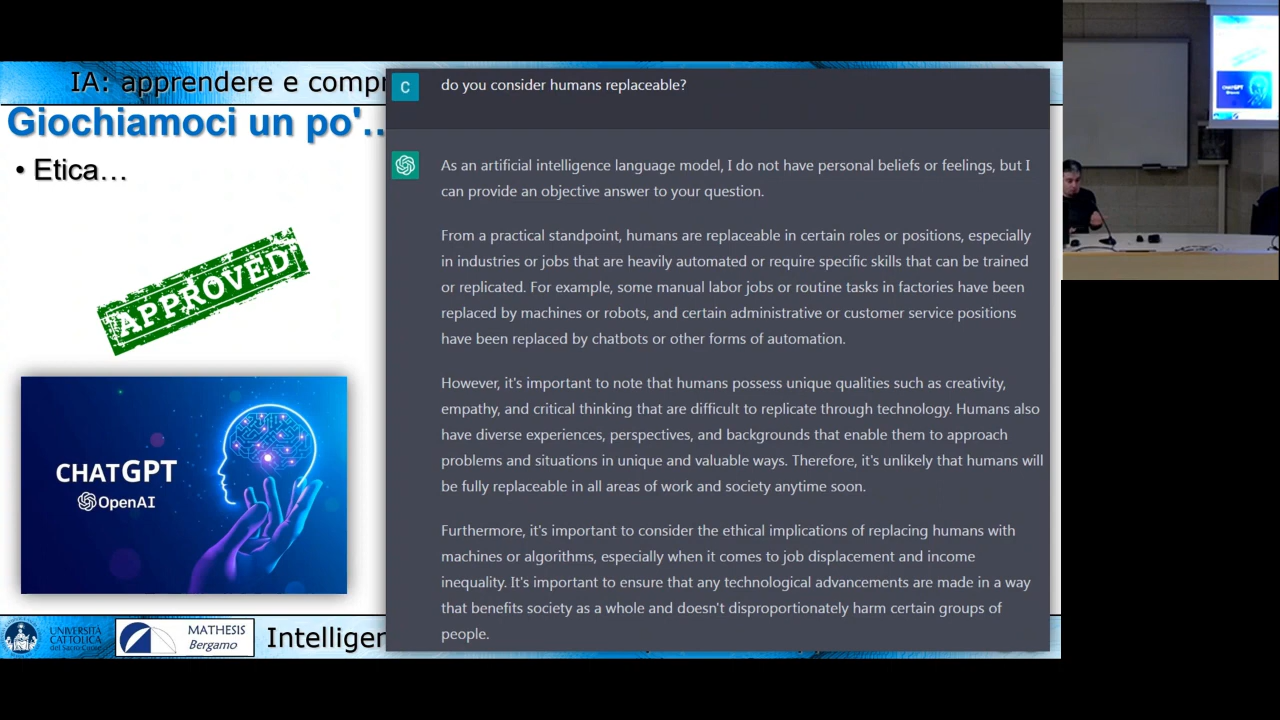 IA: apprendere e compr
Giochiamoci un po'..
• Etica…
APPROVED
CHATGPT
OpenAI
C
do you consider humans replaceable?
As an artificial intelligence language model, I do not have personal beliefs or feelings, but I
can provide an objective answer to your question.
From a practical standpoint, humans are replaceable in certain roles or positions, especially
in industries or jobs that are heavily automated or require specific skills that can be trained
or replicated. For example, some manual labor jobs or routine tasks in factories have been
replaced by machines or robots, and certain administrative or customer service positions
have been replaced by chatbots or other forms of automation.
However, it's important to note that humans possess unique qualities such as creativity,
empathy, and critical thinking that are difficult to replicate through technology. Humans also
have diverse experiences, perspectives, and backgrounds that enable them to approach
problems and situations in unique and valuable ways. Therefore, it's unlikely that humans will
be fully replaceable in all areas of work and society anytime soon.
Furthermore, it's important to consider the ethical implications of replacing humans with
machines or algorithms, especially when it comes to job displacement and income
inequality. It's important to ensure that any technological advancements are made in a way
that benefits society as a whole and doesn't disproportionately harm certain groups of
people.
UNIVERSITÀ
CATTOLICA
del Sacro Cuore
MATHESIS
Bergamo
Intelliger